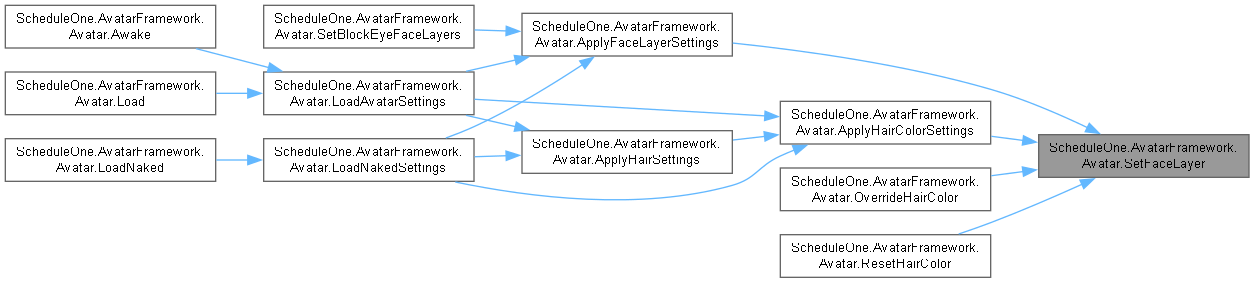 ScheduleOne.AvatarFramework.
Avatar.Awake
ScheduleOne.AvatarFramework.
Avatar.Load
ScheduleOne.AvatarFramework.
Avatar.LoadNaked
ScheduleOne.AvatarFramework.
Avatar.SetBlockEyeFaceLayers
ScheduleOne.AvatarFramework.
Avatar.LoadAvatarSettings
ScheduleOne.AvatarFramework.
Avatar.LoadNakedSettings
ScheduleOne.AvatarFramework.
Avatar.ApplyFaceLayerSettings
ScheduleOne.AvatarFramework.
Avatar.ApplyHairSettings
ScheduleOne.AvatarFramework.
Avatar.ApplyHairColorSettings
ScheduleOne.AvatarFramework.
Avatar.OverrideHairColor
ScheduleOne.AvatarFramework.
Avatar.ResetHairColor
ScheduleOne.AvatarFramework.
Avatar.SetFaceLayer